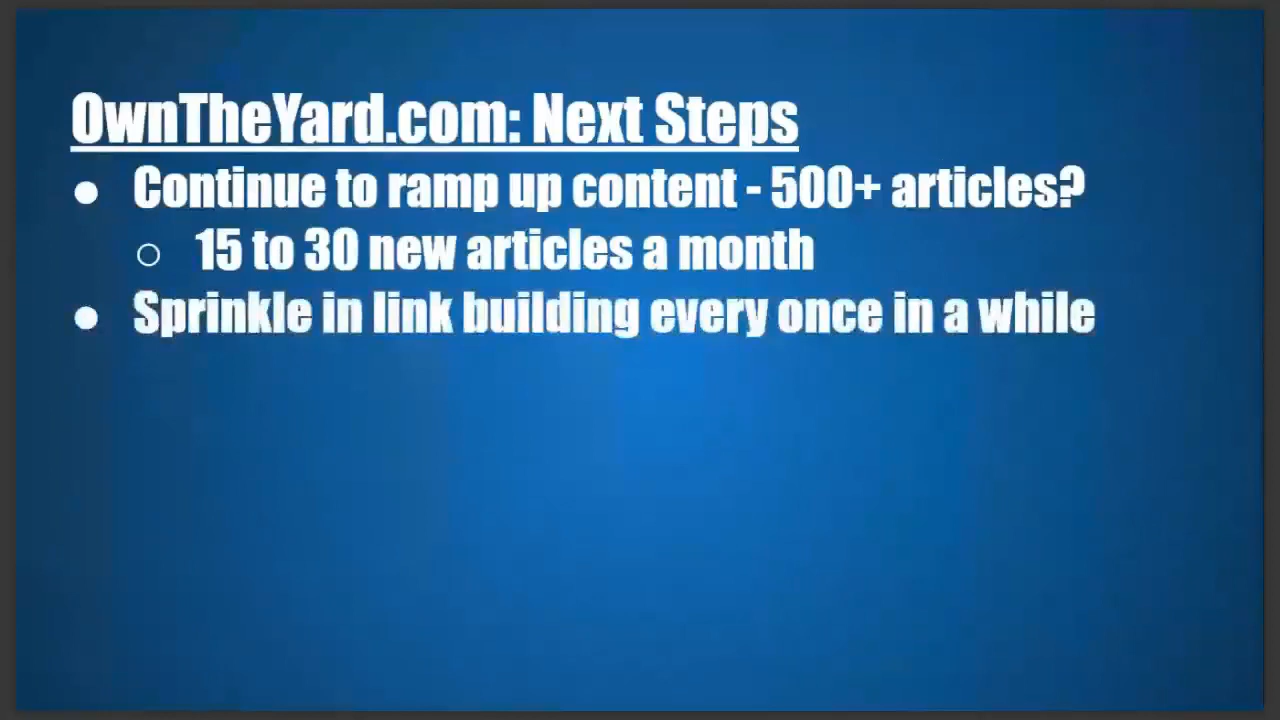 OwnTheYard.com: Next Steps
● Continue to ramp up content - 500+ articles?
○ 15 to 30 new articles a month
● Sprinkle in link building every once in a while